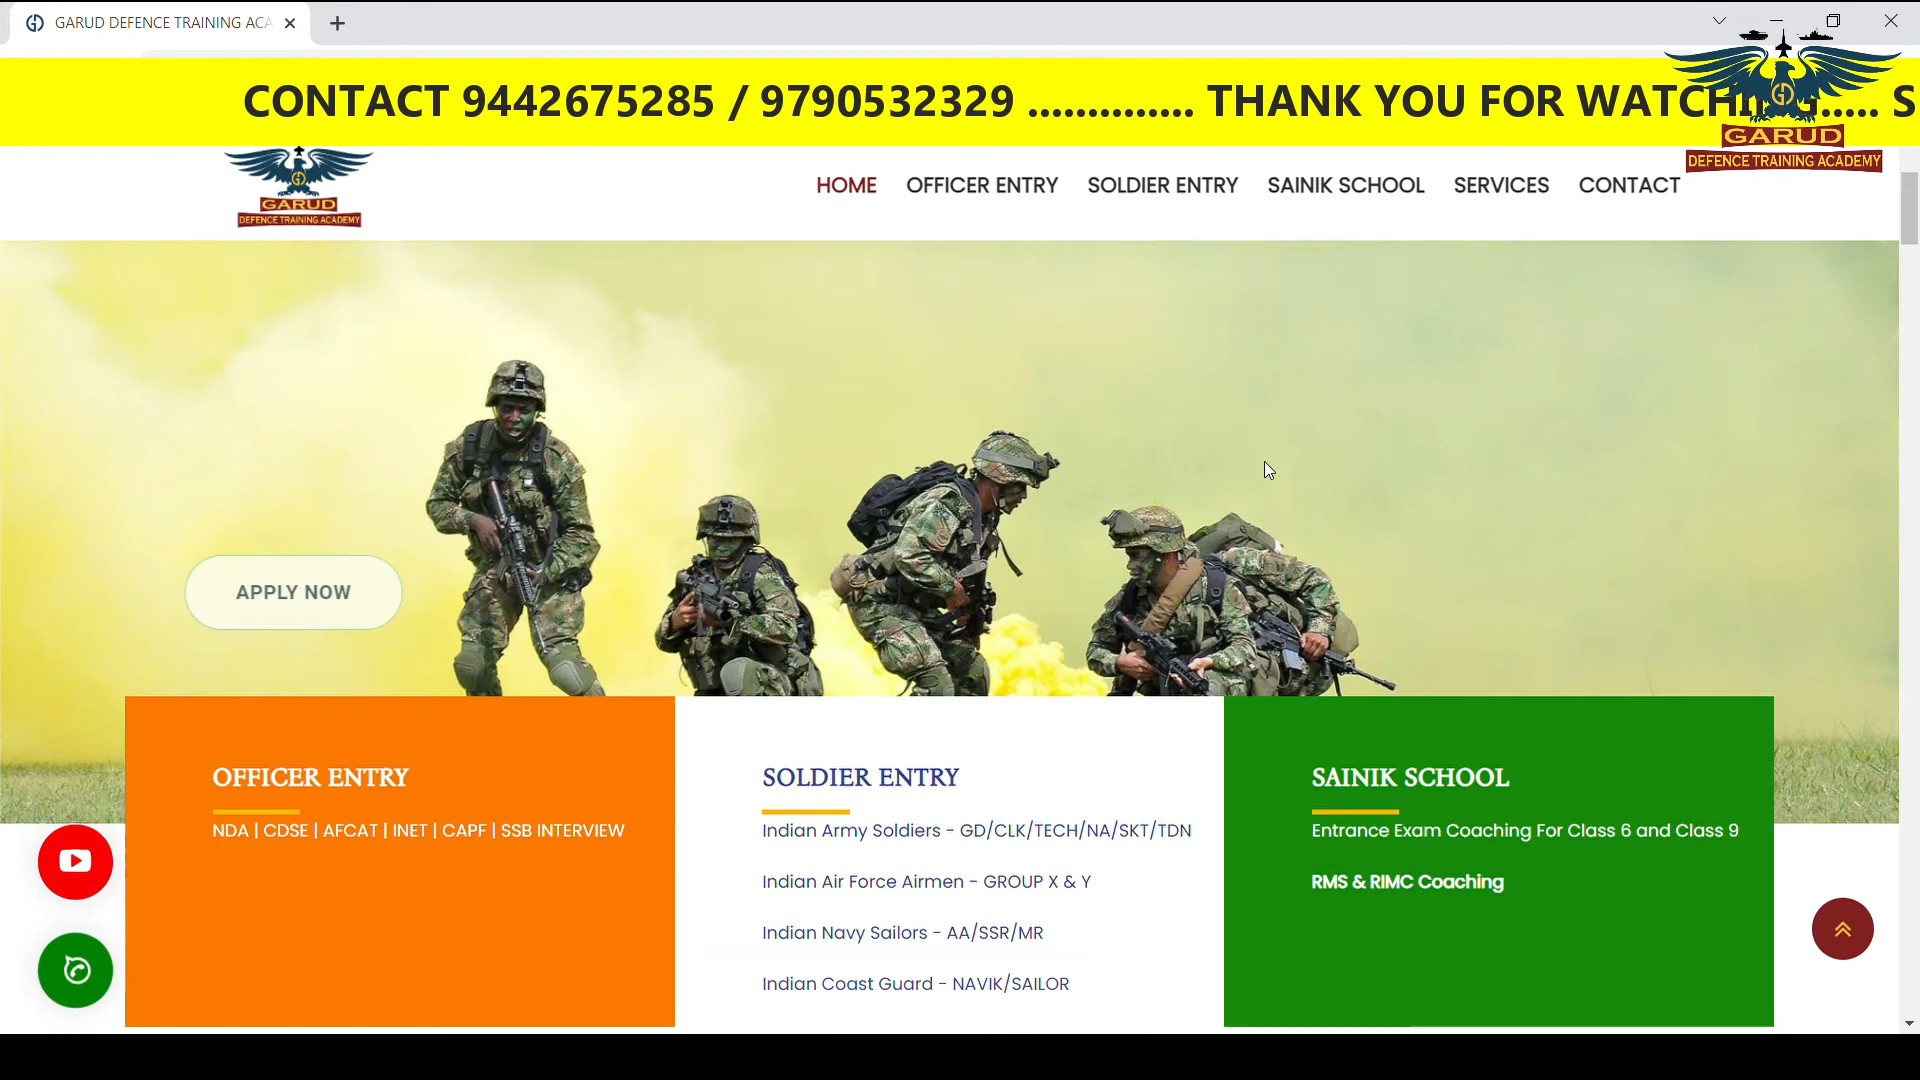 GARUD DEFENCE TRAINING ACA
CONTACT 9442675285 / 9790532329 .............. THANK YOU FOR WATCHING..... S
GARUD
DEFENCE TRAINING ACADEMY
GARUD
DEFENCE TRAINING ACADEMY
HOME OFFICER ENTRY SOLDIER ENTRY SAINIK SCHOOL SERVICES CONTACT
APPLY NOW
OFFICER ENTRY
NDA | CDSE | AFCAT | INET | CAPF | SSB INTERVIEW
SOLDIER ENTRY
Indian Army Soldiers - GD/CLK/TECH/NA/SKT/TDN
Indian Air Force Airmen - GROUP X & Y
Indian Navy Sailors - AA/SSR/MR
Indian Coast Guard - NAVIK/SAILOR
SAINIK SCHOOL
Entrance Exam Coaching For Class 6 and Class 9
RMS & RIMC Coaching